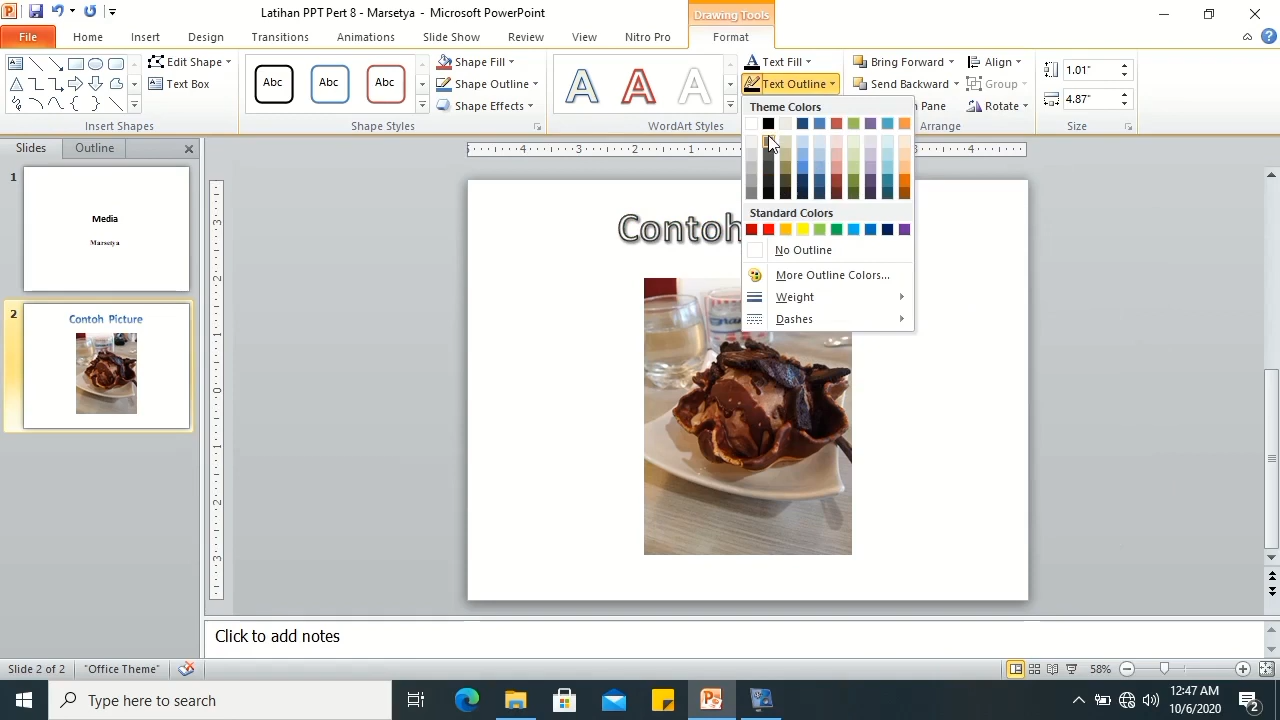 Latihan PPT Pert 8 - Marsetya - Microsoft PowerPoint
Drawing Tools
File Home Insert Design Transitions Animations Slide Show Review View Nitro Pro Format
Edit Shape
Text Box
Insert Shapes
Abc Abc Abc
Shape Fill
Shape Outline
Shape Effects
Shape Styles
A A A
Text Fill
Text Outline
WordArt Styles
Bring Forward
Send Backward
Pane
Align
Group
Rotate
Arrange
1.01"
4.87"
Size
Theme Colors
Standard Colors
No Outline
More Outline Colors...
Weight
Dashes
Slides Outline
1
Media
Marsetya
2
Contoh Picture
Contoh
Click to add notes
Slide 2 of 2 "Office Theme" 58%
Type here to search
12:47 AM
10/6/2020
2